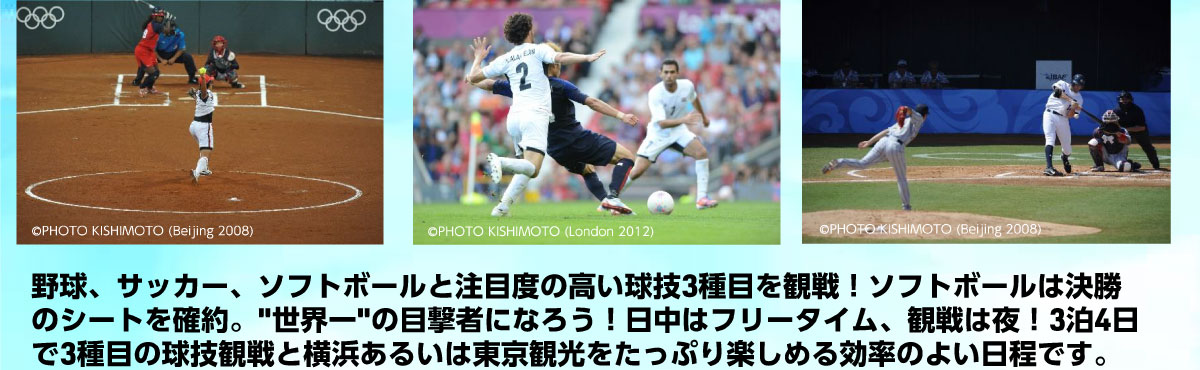 ©PHOTO KISHIMOTO (Beijing 2008)
©PHOTO KISHIMOTO (London 2012)
2
7
©PHOTO KISHIMOTO (Beijing 2008)
野球、サッカー、ソフトボールと注目度の高い球技3種目を観戦！ソフトボールは決勝
のシートを確約。"世界一"の目撃者になろう！日中はフリータイム、観戦は夜！3泊4日
で3種目の球技観戦と横浜あるいは東京観光をたっぷり楽しめる効率のよい日程です。